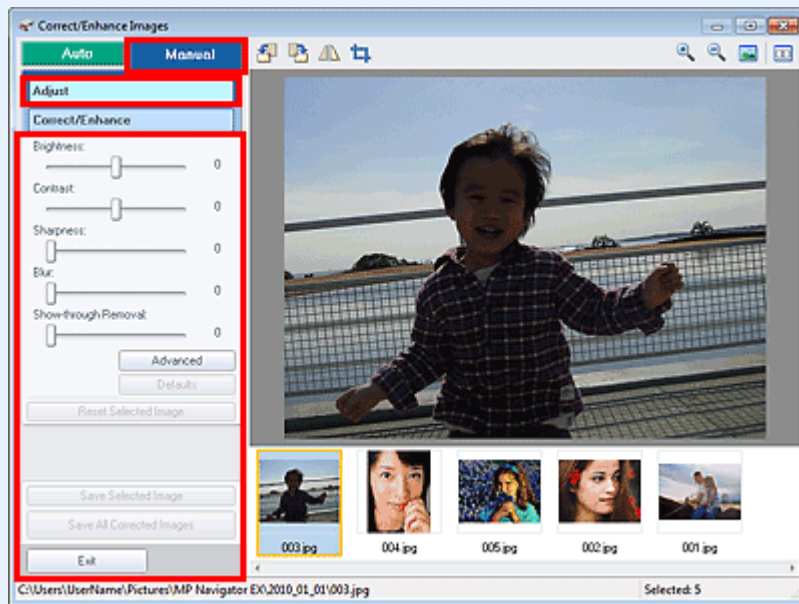 Correct/Enhance Images
Auto
Manual
Adjust
Correct/Enhance
Brightness:
0
Contrast:
0
Sharpness:
0
Blur:
0
Show-through Removal:
0
Advanced
Defaults
Reset Selected Image
Save Selected Image
Save All Corrected Images
Exit
003.jpg
004.jpg
005.jpg
002.jpg
001.jpg
C:\Users\UserName\Pictures\MP Navigator EX\2010_01_01\003.jpg
Selected: 5